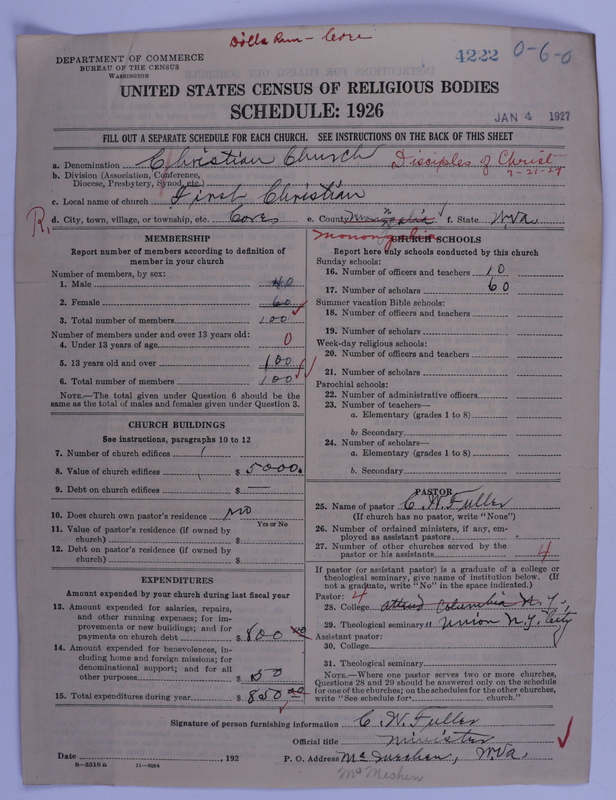 Dolls Run - Core
4222 0-6-0
DEPARTMENT OF COMMERCE
BUREAU OF THE CENSUS
WASHINGTON
UNITED STATES CENSUS OF RELIGIOUS BODIES
SCHEDULE: 1926
JAN 4 1927
FILL OUT A SEPARATE SCHEDULE FOR EACH CHURCH. SEE INSTRUCTIONS ON THE BACK OF THIS SHEET
a. Denomination Christian Church Disciples of Christ
b. Division (Association, Conference,
Diocese, Presbytery, Synod, etc.)
c. Local name of church First Christian
R, d. City, town, village, or township, etc. Core e. County f. State W.Va.
Monongalia
MEMBERSHIP
Report number of members according to definition of
member in your church
Number of members, by sex:
1. Male 40
2. Female 60
3. Total number of members 100
Number of members under and over 13 years old:
4. Under 13 years of age 0
5. 13 years old and over 100
6. Total number of members 100
NOTE.—The total given under Question 6 should be the
same as the total of males and females given under Question 3.
CHURCH BUILDINGS
See instructions, paragraphs 10 to 12
7. Number of church edifices 1
8. Value of church edifices $ 5000.
9. Debt on church edifices $ —
10. Does church own pastor's residence? no
Yes or No
11. Value of pastor's residence (if owned by
church) $
12. Debt on pastor's residence (if owned by
church) $
EXPENDITURES
Amount expended by your church during last fiscal year
13. Amount expended for salaries, repairs,
and other running expenses; for im-
provements or new buildings; and for
payments on church debt $ 800 00
14. Amount expended for benevolences, in-
cluding home and foreign missions; for
denominational support; and for all
other purposes $ 50
15. Total expenditures during year $ 850 00
CHURCH SCHOOLS
Report here only schools conducted by this church
Sunday schools:
16. Number of officers and teachers 10
17. Number of scholars 60
Summer vacation Bible schools:
18. Number of officers and teachers
19. Number of scholars
Week-day religious schools:
20. Number of officers and teachers
21. Number of scholars
Parochial schools:
22. Number of administrative officers
23. Number of teachers—
a. Elementary (grades 1 to 8)
b. Secondary
24. Number of scholars—
a. Elementary (grades 1 to 8)
b. Secondary
PASTOR
25. Name of pastor C. W. Fuller
(If church has no pastor, write "None")
26. Number of ordained ministers, if any, em-
ployed as assistant pastors
27. Number of other churches served by the
pastor or his assistants 4
If pastor (or assistant pastor) is a graduate of a college or
theological seminary, give name of institution below. (If
not a graduate, write "No" in the space indicated.)
Pastor: 4
28. College attend Columbia N.Y.,
29. Theological seminary " Union N.Y. City
Assistant pastor:
30. College
31. Theological seminary
NOTE.—Where one pastor serves two or more churches,
Questions 28 and 29 should be answered only on the schedule
for one of the churches; on the schedules for the other churches,
write "See schedule for church."
Signature of person furnishing information C. W. Fuller
Official title minister
Date , 192 P. O. Address Mc Mechen, W.Va.
8—5519a 11—9284 McMechen